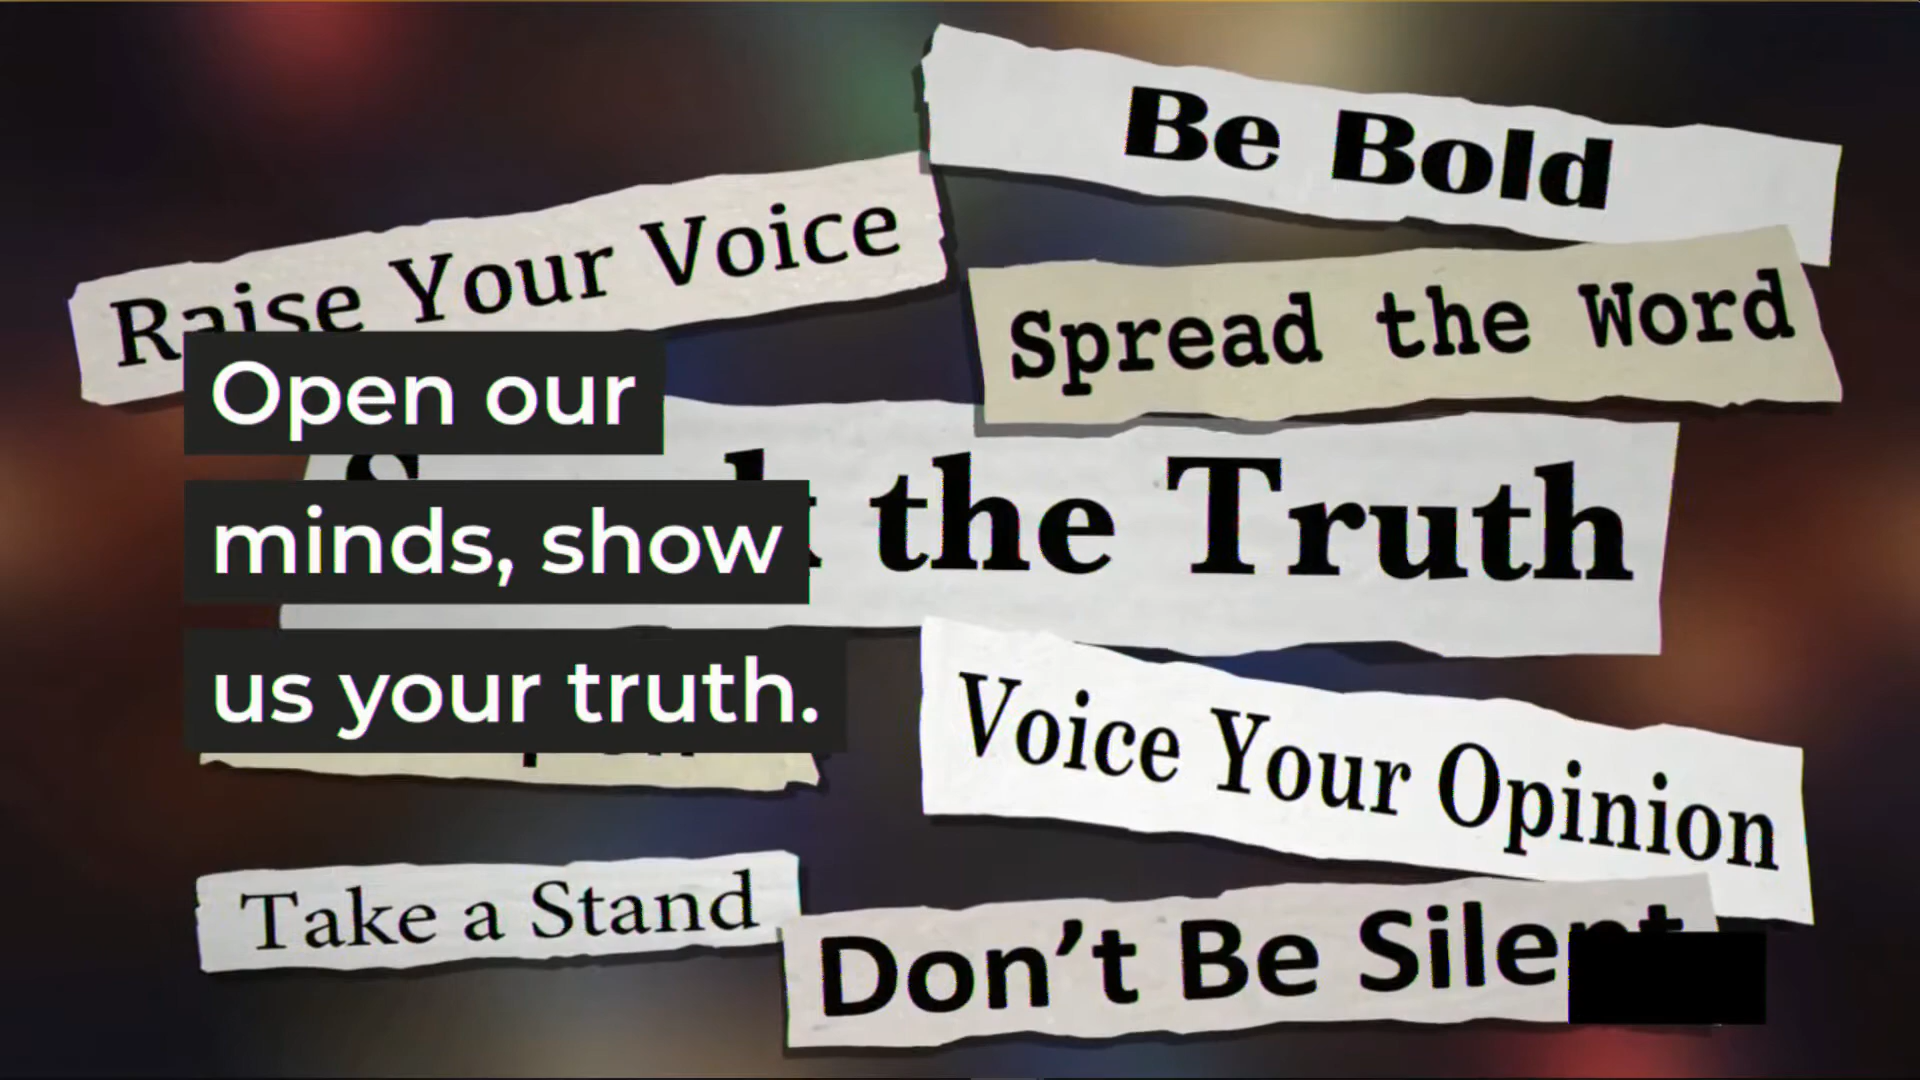 Be Bold
Raise Your Voice
Spread the Word
Open our
minds, show
us your truth.
the Truth
Voice Your Opinion
Take a Stand
Don't Be Silent